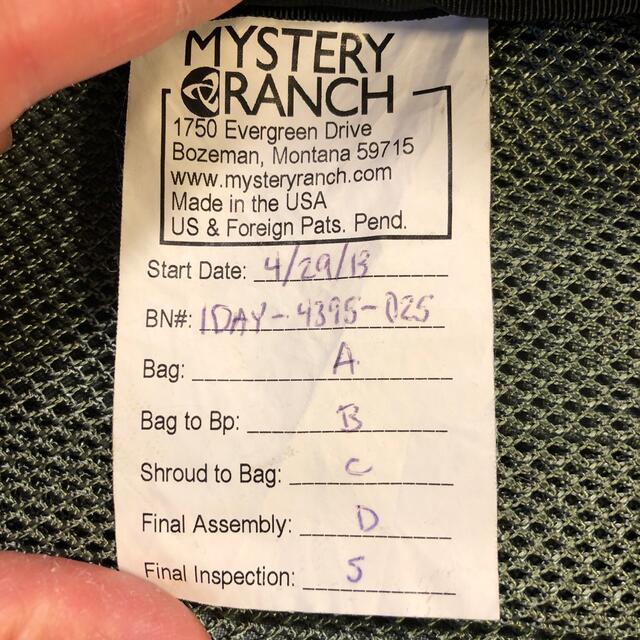 MYSTERY
RANCH
1750 Evergreen Drive
Bozeman, Montana 59715
www.mysteryranch.com
Made in the USA
US & Foreign Pats. Pend.
Start Date: 4/29/13
BN#: 1DAY-4395-025
Bag: A
Bag to Bp: B
Shroud to Bag: C
Final Assembly: D
Final Inspection: S